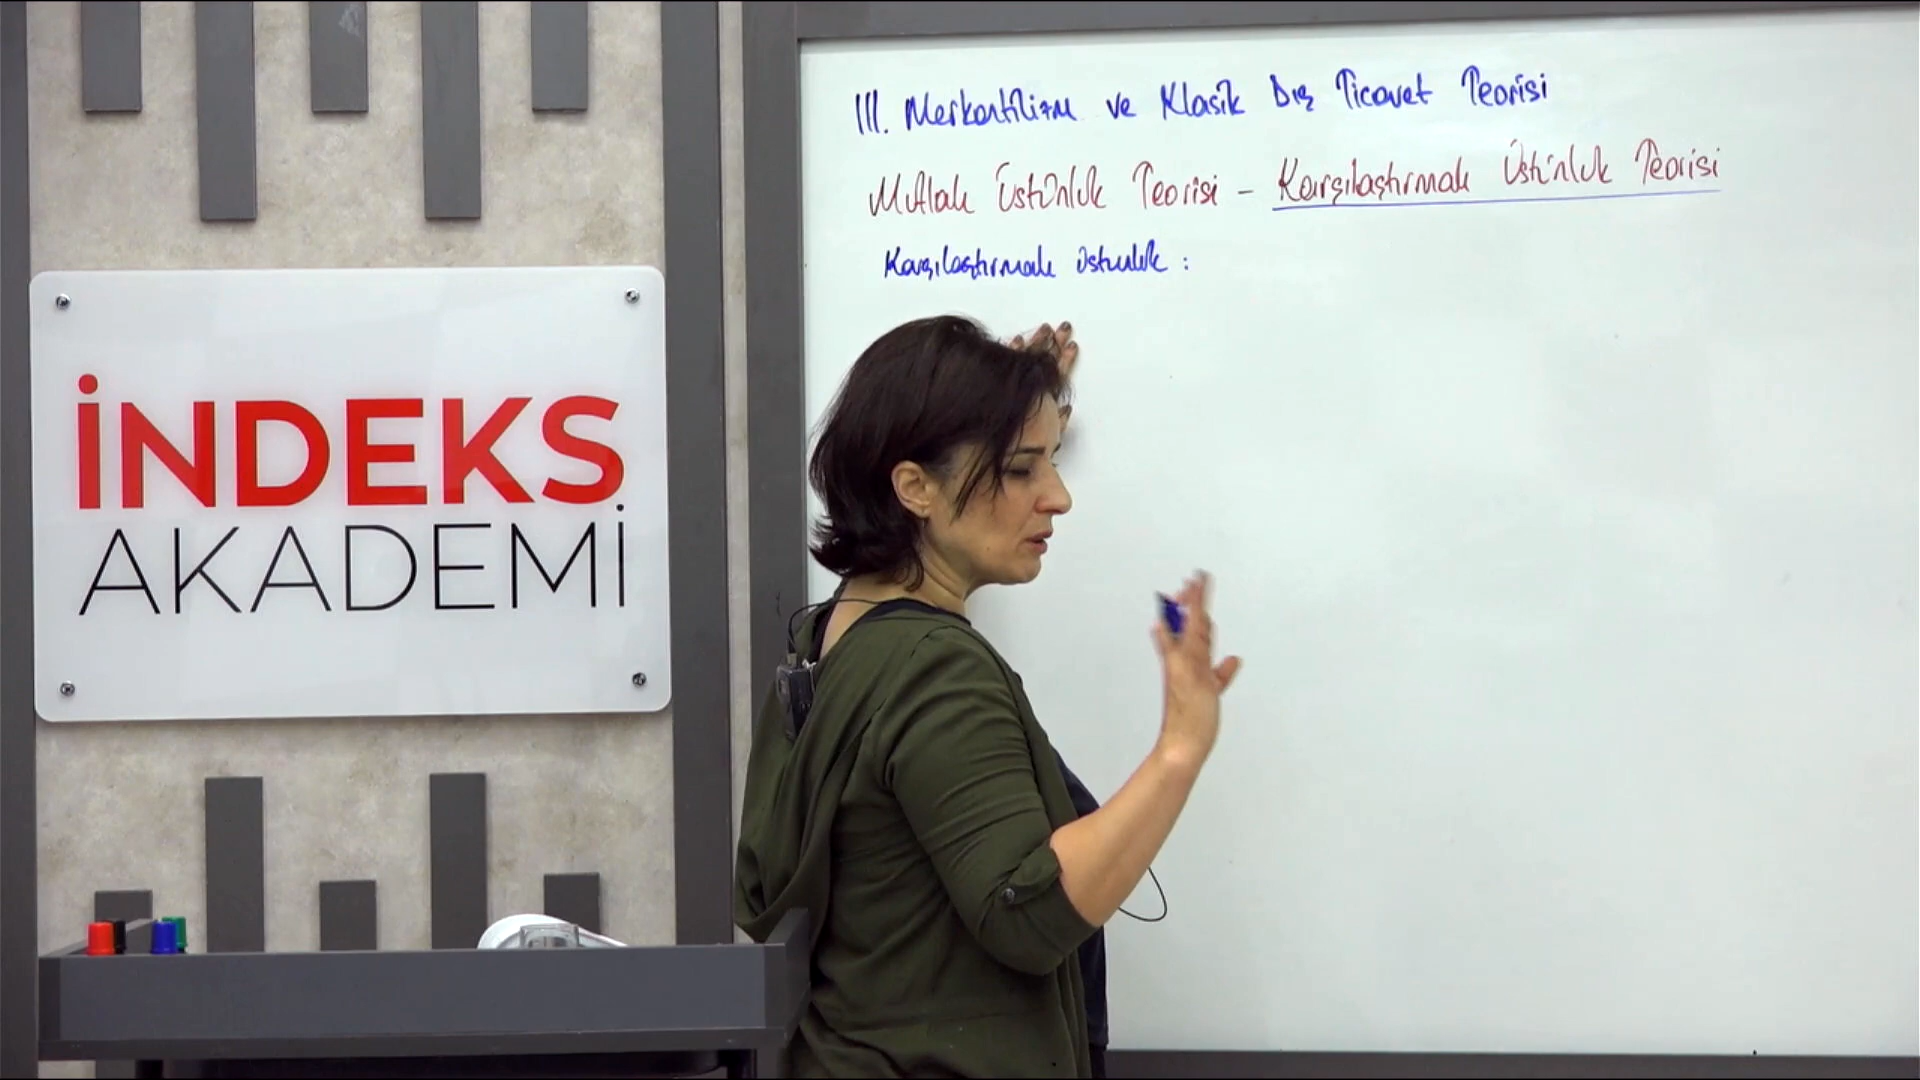 İNDEKS
AKADEMİ
III. Merkantilizm ve Klasik Dış Ticaret Teorisi
Mutlak Üstünlük Teorisi - Karşılaştırmalı Üstünlük Teorisi
Karşılaştırmalı üstünlük :